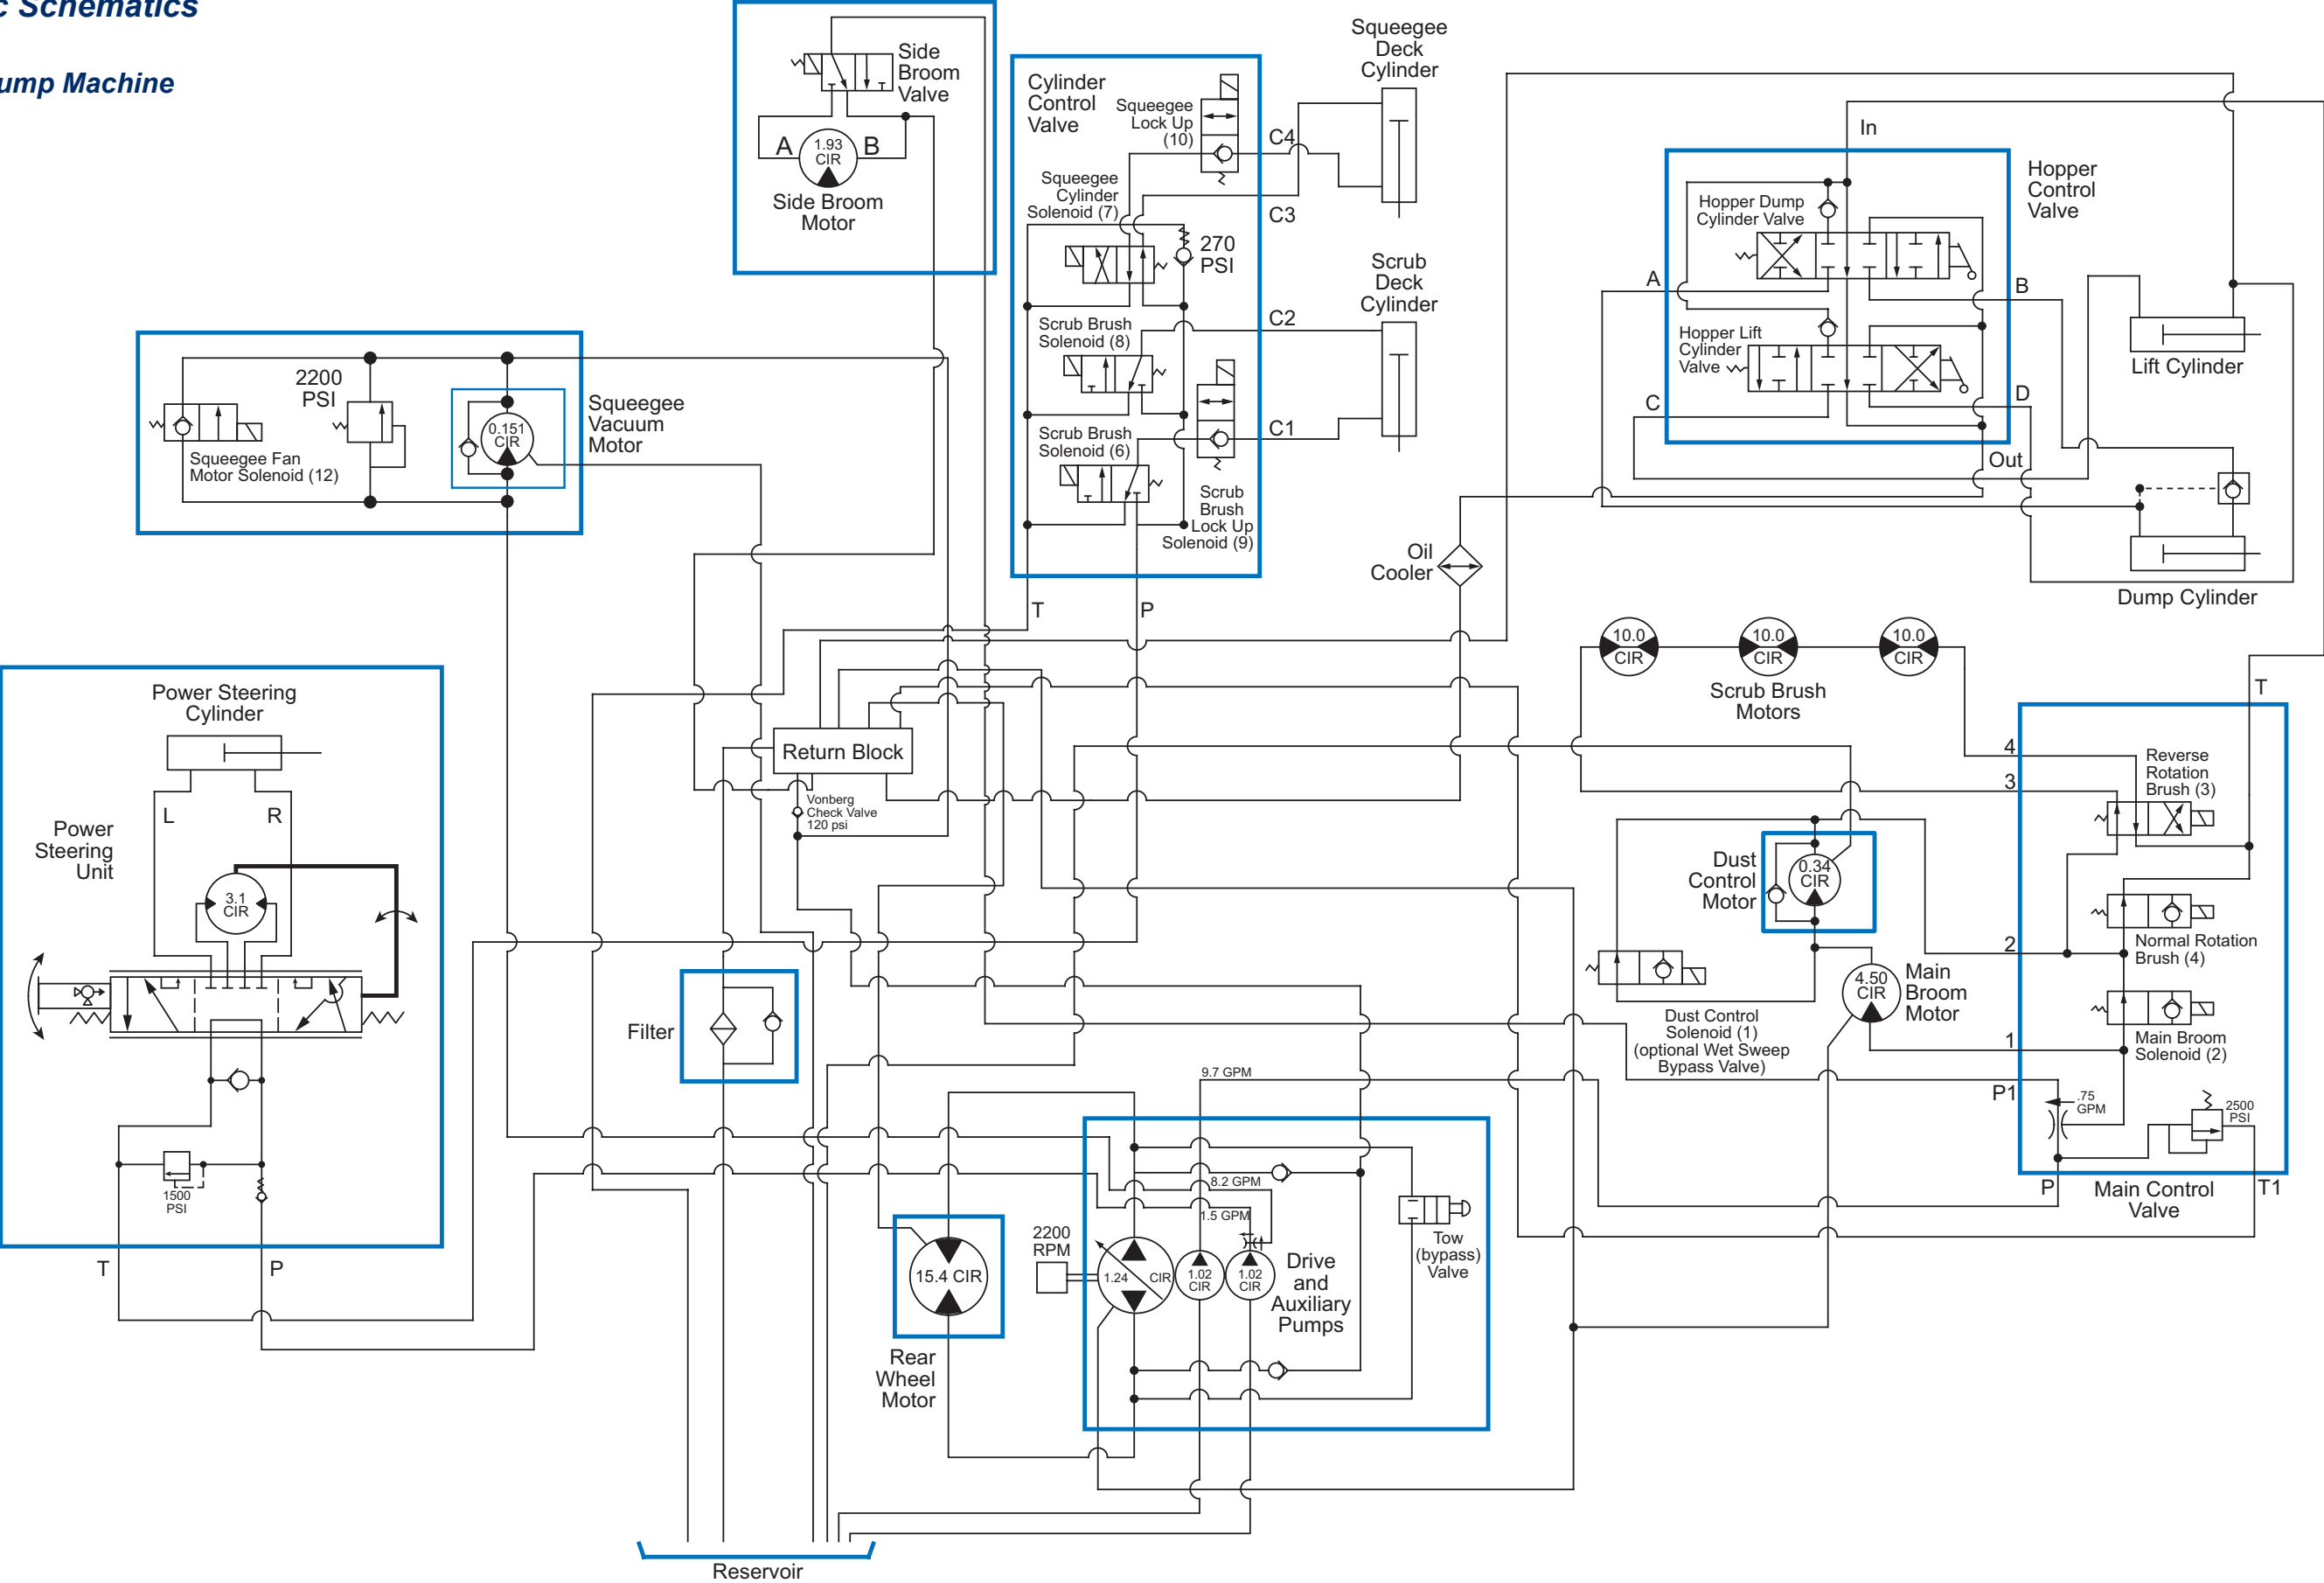 c Schematics
ump Machine
Side
Broom
Valve
A
1.93
CIR
B
Side Broom
Motor
Cylinder
Control
Valve
Squeegee
Lock Up
(10)
Squeegee
Cylinder
Solenoid (7)
270
PSI
Scrub Brush
Solenoid (8)
Scrub Brush
Solenoid (6)
Scrub
Brush
Lock Up
Solenoid (9)
C4
C3
C2
C1
T
P
Squeegee
Deck
Cylinder
Scrub
Deck
Cylinder
In
Hopper
Control
Valve
Hopper Dump
Cylinder Valve
Hopper Lift
Cylinder
Valve
A
B
C
D
Out
Lift Cylinder
Dump Cylinder
Oil
Cooler
2200
PSI
Squeegee Fan
Motor Solenoid (12)
0.151
CIR
Squeegee
Vacuum
Motor
Power Steering
Cylinder
L
R
Power
Steering
Unit
3.1
CIR
1500
PSI
T
P
Return Block
Vonberg
Check Valve
120 psi
Filter
10.0
CIR
10.0
CIR
10.0
CIR
Scrub Brush
Motors
T
4
3
2
1
P1
P
T1
Reverse
Rotation
Brush (3)
Normal Rotation
Brush (4)
Main Broom
Solenoid (2)
.75
GPM
2500
PSI
Main Control
Valve
Dust
Control
Motor
0.34
CIR
4.50
CIR
Main
Broom
Motor
Dust Control
Solenoid (1)
(optional Wet Sweep
Bypass Valve)
9.7 GPM
8.2 GPM
1.5 GPM
2200
RPM
1.24 CIR
1.02
CIR
1.02
CIR
Drive
and
Auxiliary
Pumps
Tow
(bypass)
Valve
15.4 CIR
Rear
Wheel
Motor
Reservoir